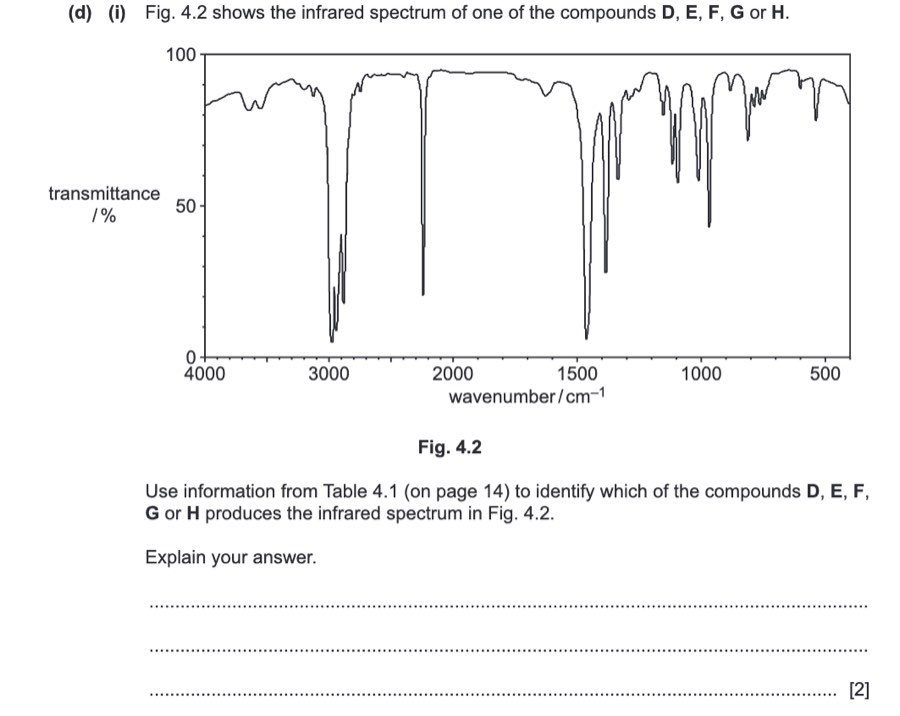 (d) (i) Fig. 4.2 shows the infrared spectrum of one of the compounds D, E, F, G or H.
100
transmittance
/ %
50
0
4000 3000 2000 1500 1000 500
wavenumber / cm⁻¹
Fig. 4.2
Use information from Table 4.1 (on page 14) to identify which of the compounds D, E, F,
G or H produces the infrared spectrum in Fig. 4.2.
Explain your answer.
..........................................................................................................................................
..........................................................................................................................................
.................................................................................................................................... [2]